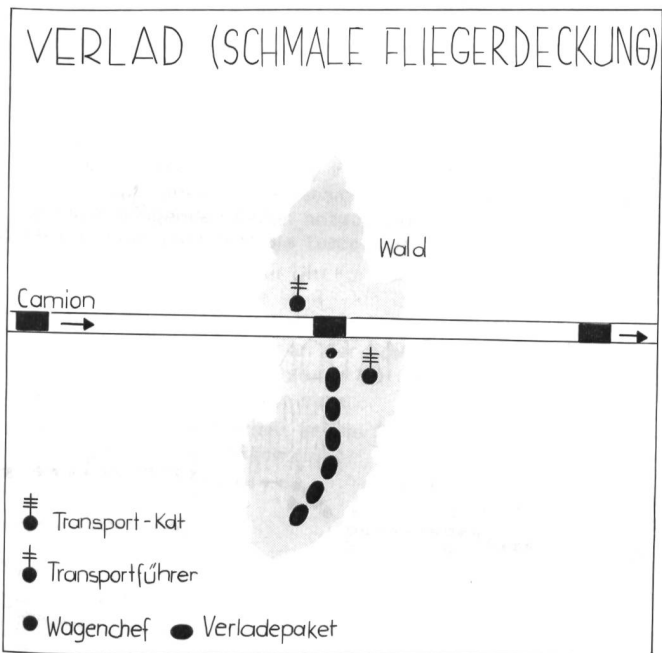 VERLAD (SCHMALE FLIEGERDECKUNG)
Wald
Camion
Transport-Kdt
Transportführer
Wagenchef Verladepaket